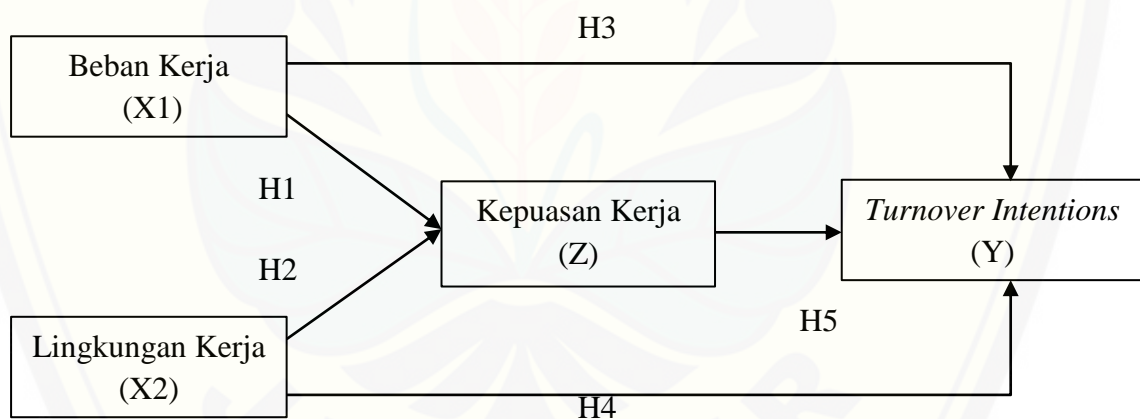 H3
Beban Kerja
(X1)
H1
Kepuasan Kerja
(Z)
Turnover Intentions
(Y)
H2
Lingkungan Kerja
(X2)
H5
H4